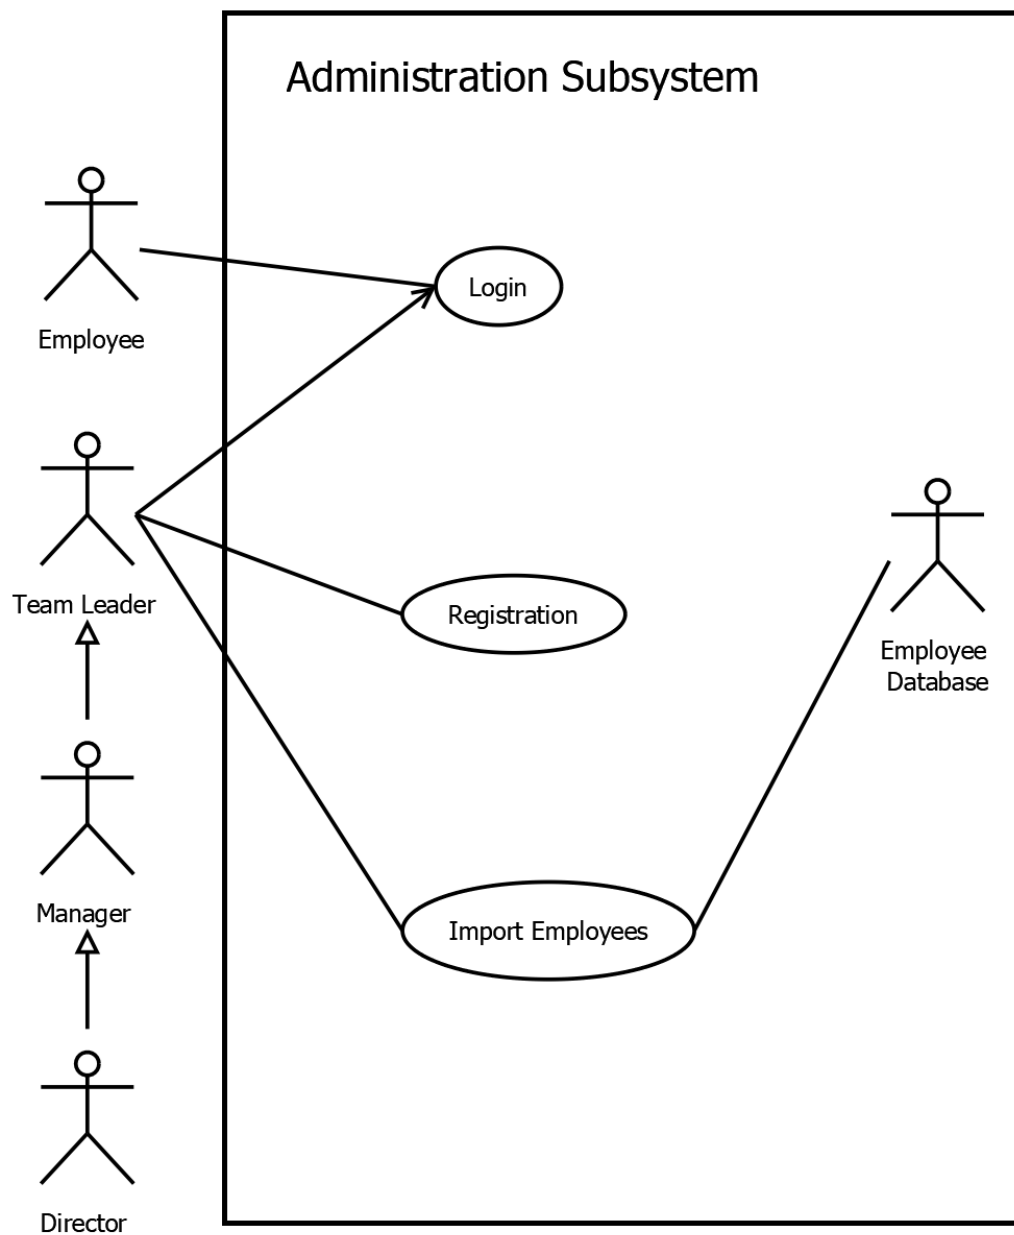 Administration Subsystem
Employee
Login
Team Leader
Registration
Employee
Database
Manager
Import Employees
Director